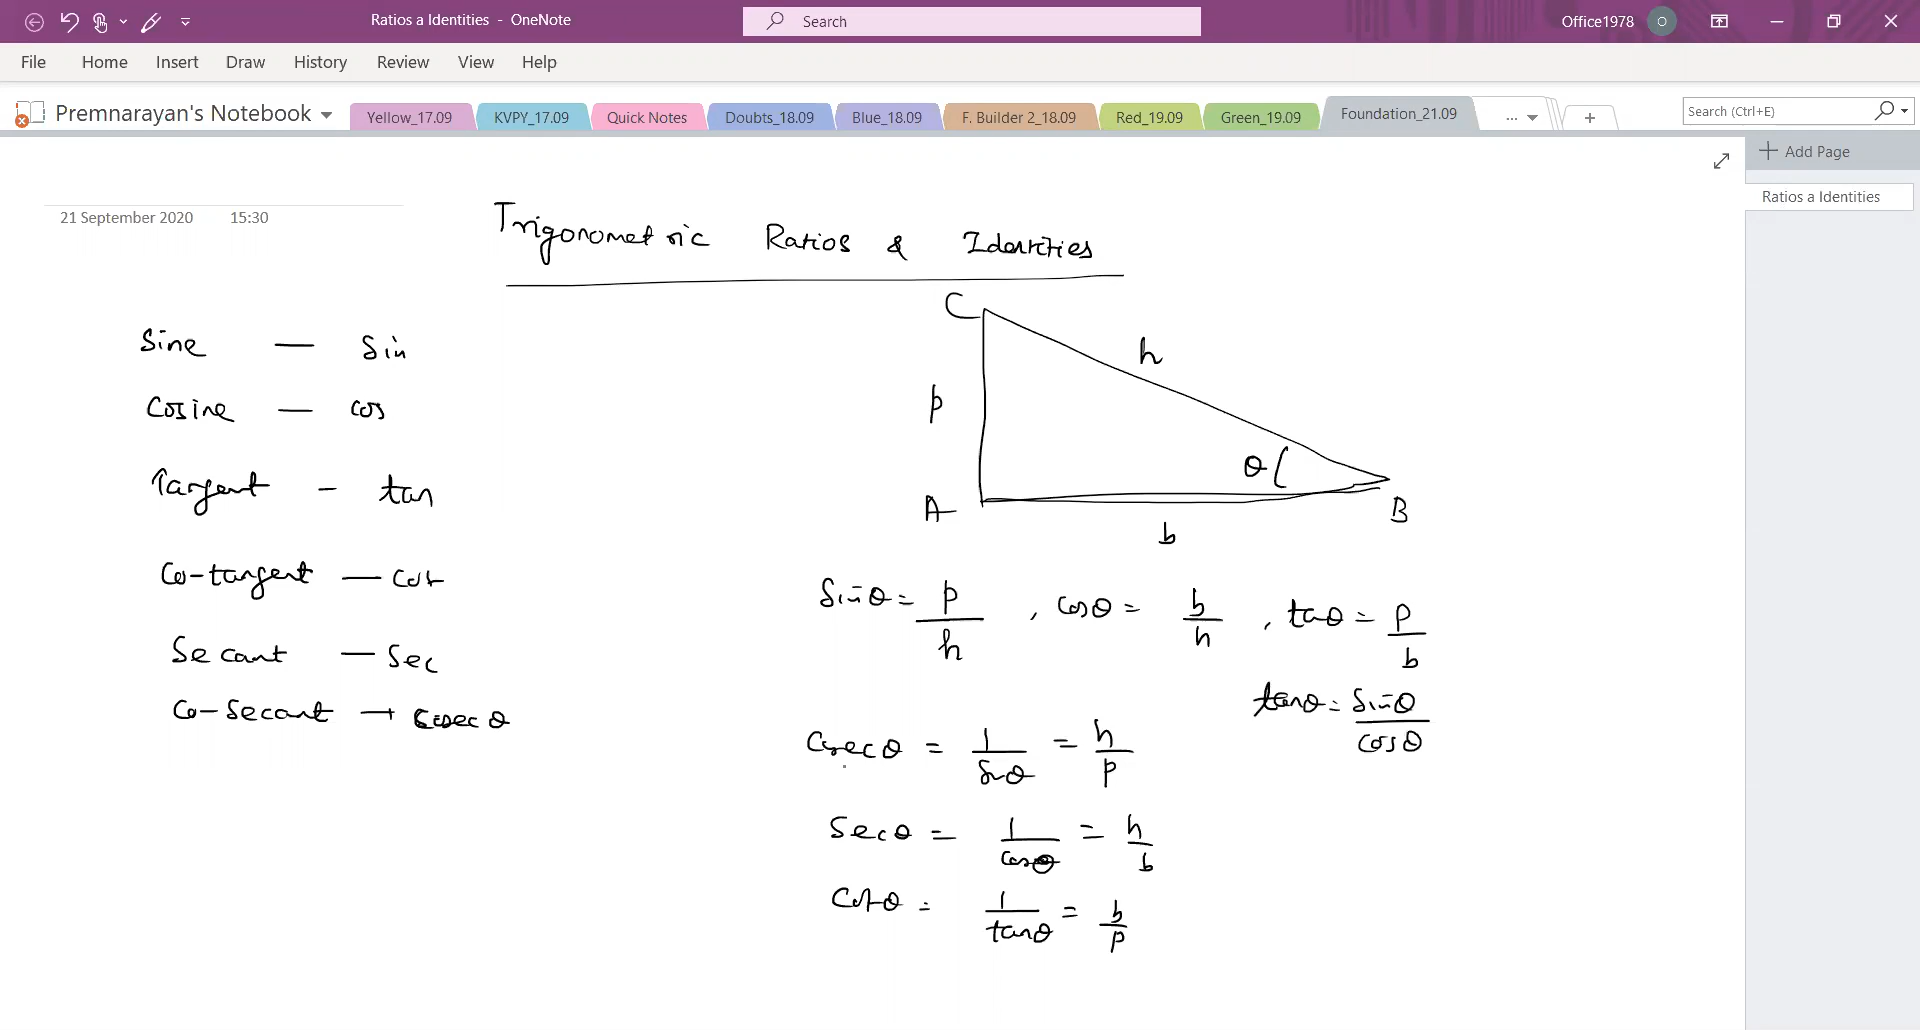 Ratios a Identities - OneNote
Search
Office1978
O
File Home Insert Draw History Review View Help
Premnarayan's Notebook
Yellow_17.09
KVPY_17.09
Quick Notes
Doubts_18.09
Blue_18.09
F. Builder 2_18.09
Red_19.09
Green_19.09
Foundation_21.09
...
+
Search (Ctrl+E)
Add Page
Ratios a Identities
21 September 2020 15:30
Trigonometric Ratios & Identities
Sine — Sin
Cosine — cos
Tangent - tan
Co-tangent — cot
Secant — Sec
Co-Secant → Cosec θ
C
h
p
θ
A
B
b
Sinθ = p/h , cosθ = b/h , tanθ = p/b
tanθ = Sinθ/cosθ
Cosecθ = 1/Sinθ = h/p
Secθ = 1/cosθ = h/b
Cotθ = 1/tanθ = b/p